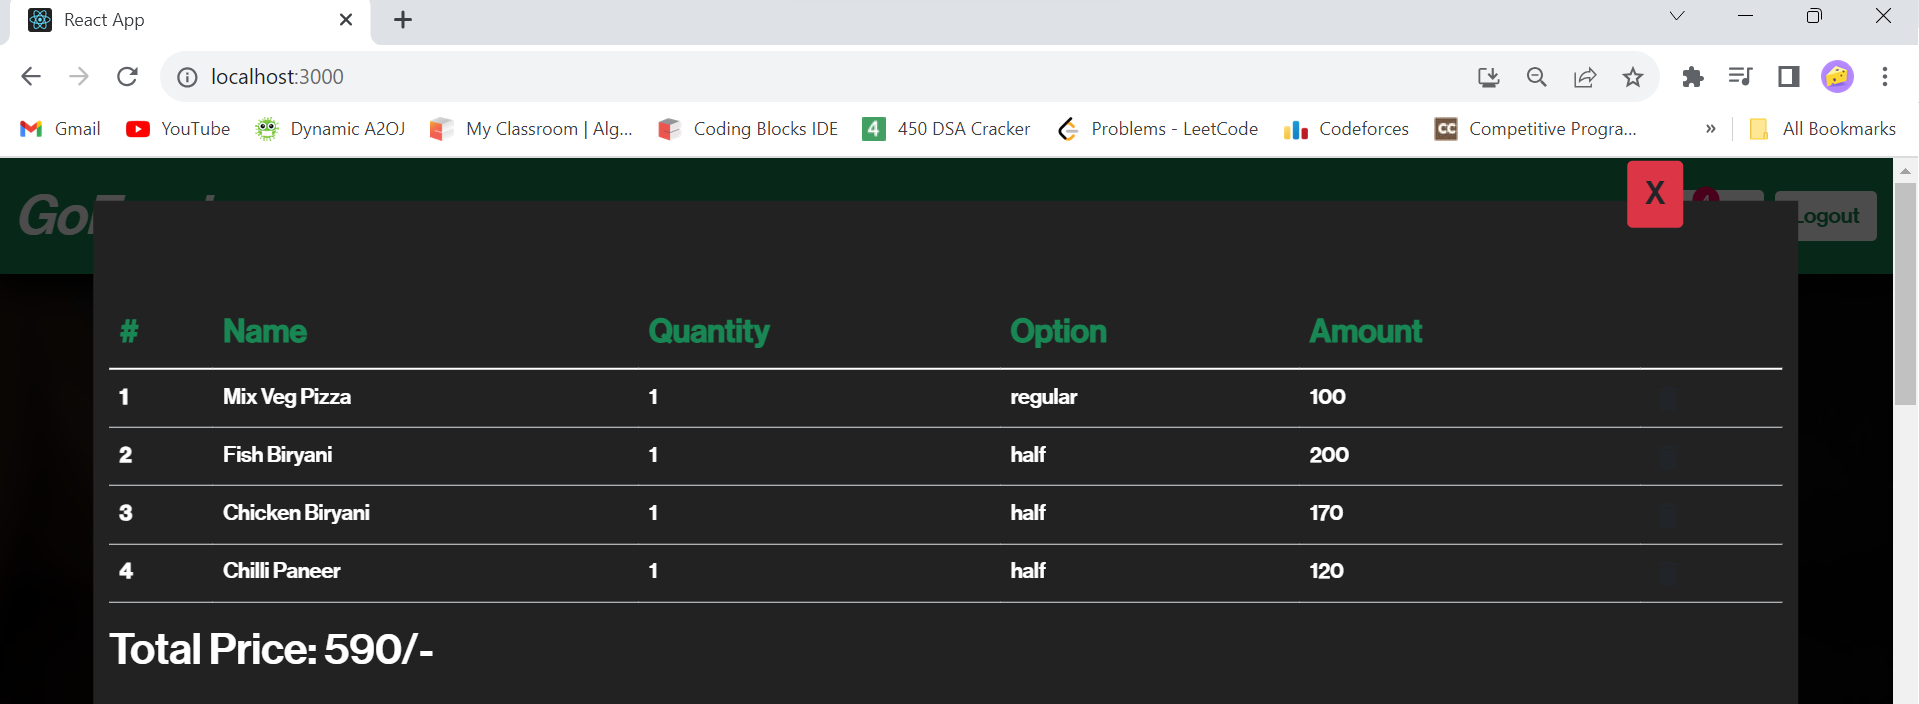 React App
localhost:3000
Gmail YouTube Dynamic A2OJ My Classroom | Alg... Coding Blocks IDE 4 450 DSA Cracker Problems - LeetCode Codeforces CC Competitive Progra... » All Bookmarks
X
Logout
# Name Quantity Option Amount
1 Mix Veg Pizza 1 regular 100
2 Fish Biryani 1 half 200
3 Chicken Biryani 1 half 170
4 Chilli Paneer 1 half 120
Total Price: 590/-